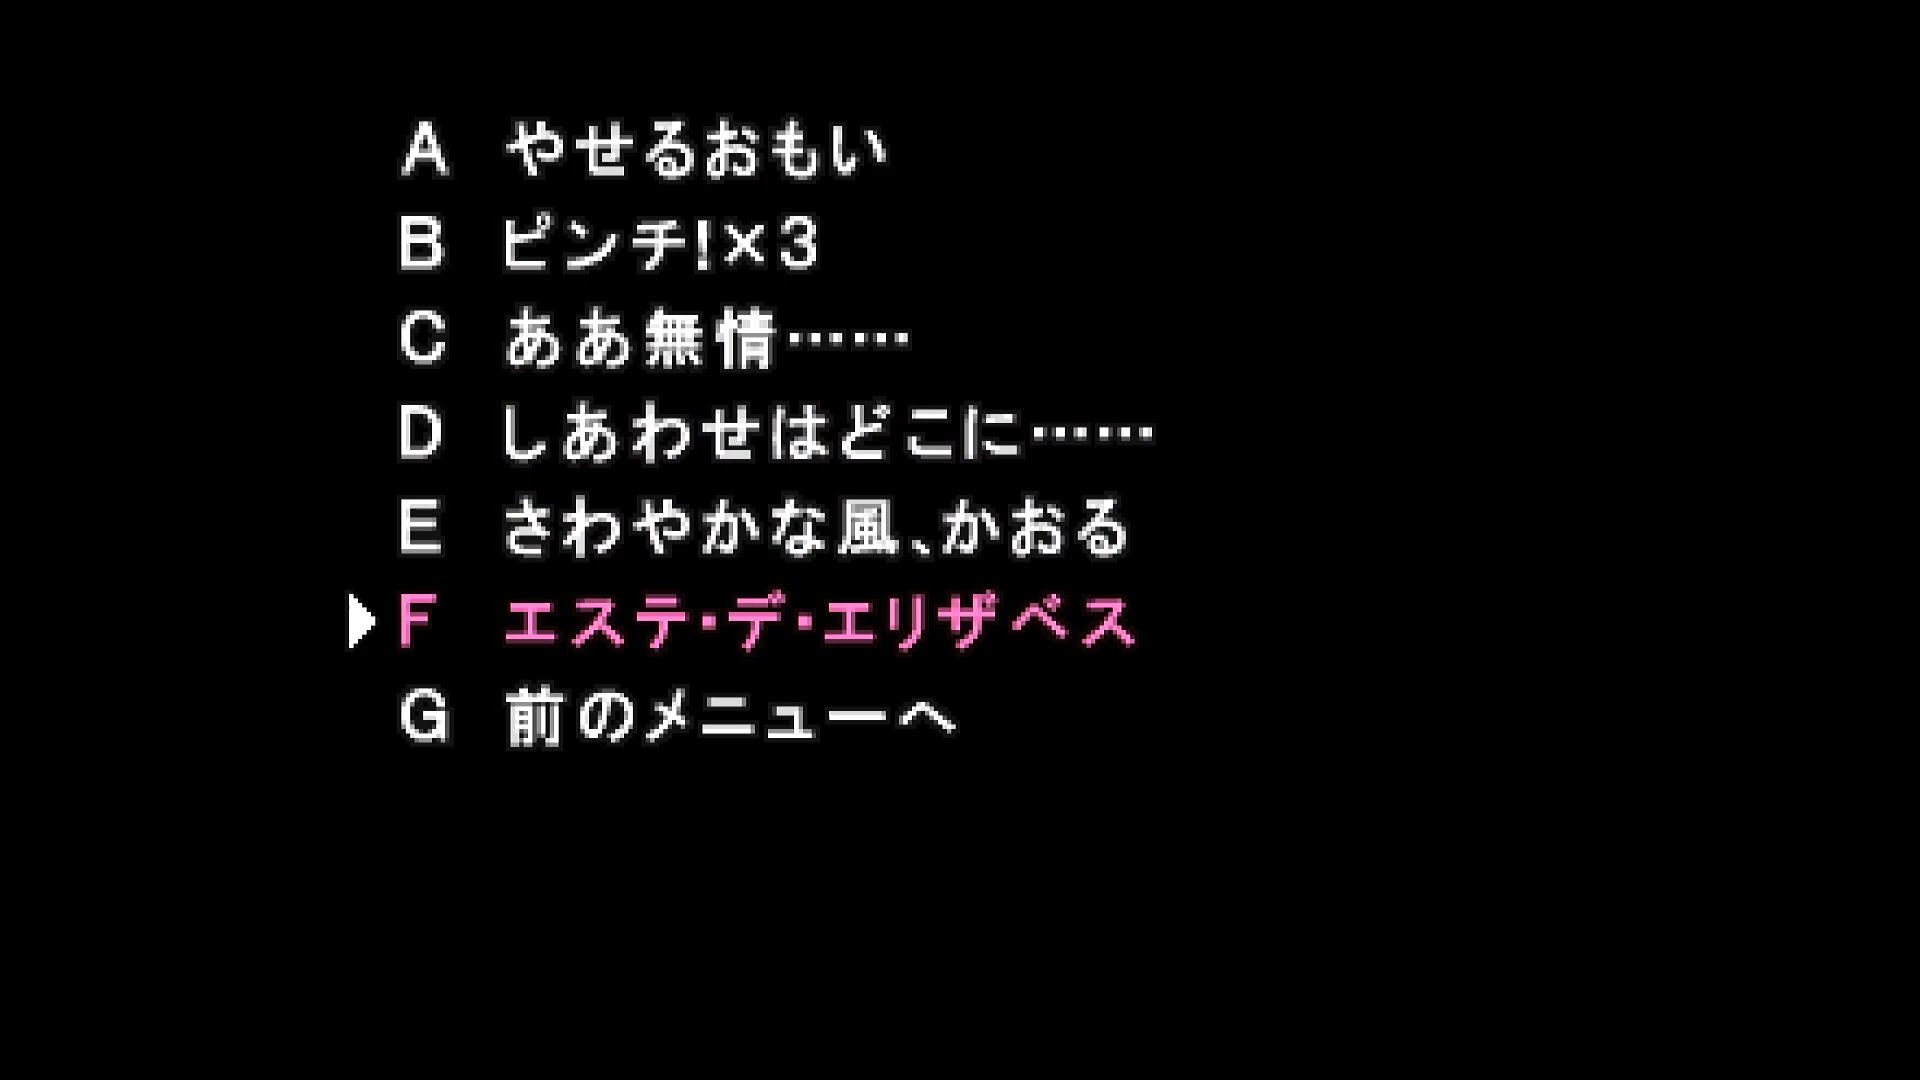 A やせるおもい
B ピンチ!×3
C ああ無情……
D しあわせはどこに……
E さわやかな風、かおる
F エステ・デ・エリザベス
G 前のメニューへ